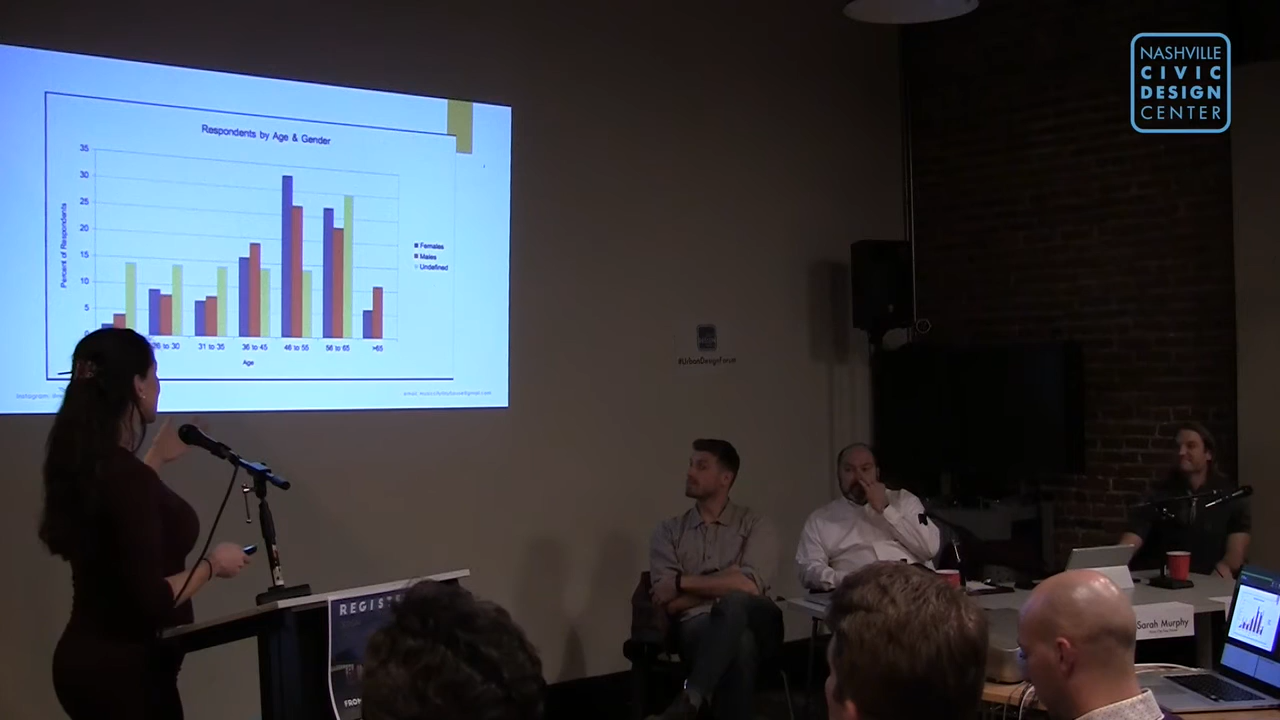 NASHVILLE
CIVIC
DESIGN
CENTER
Respondents by Age & Gender
35
30
25
20
15
10
5
Percent of Respondents
26 to 30
31 to 35
36 to 45
46 to 55
56 to 65
>65
Age
Females
Males
Undefined
Instagram:
#UrbanDesignForum
REGIST
FROM
Sarah Murphy